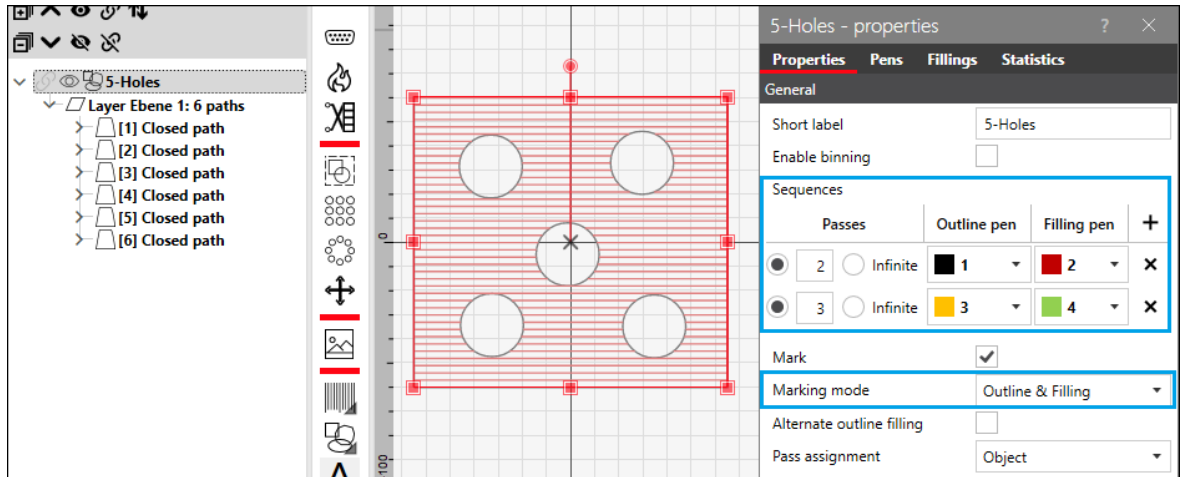 5-Holes
Layer Ebene 1: 6 paths
[1] Closed path
[2] Closed path
[3] Closed path
[4] Closed path
[5] Closed path
[6] Closed path
0
100
5-Holes - properties ?
Properties Pens Fillings Statistics
General
Short label 5-Holes
Enable binning
Sequences
Passes Outline pen Filling pen
2 Infinite 1 2
3 Infinite 3 4
Mark
Marking mode Outline & Filling
Alternate outline filling
Pass assignment Object